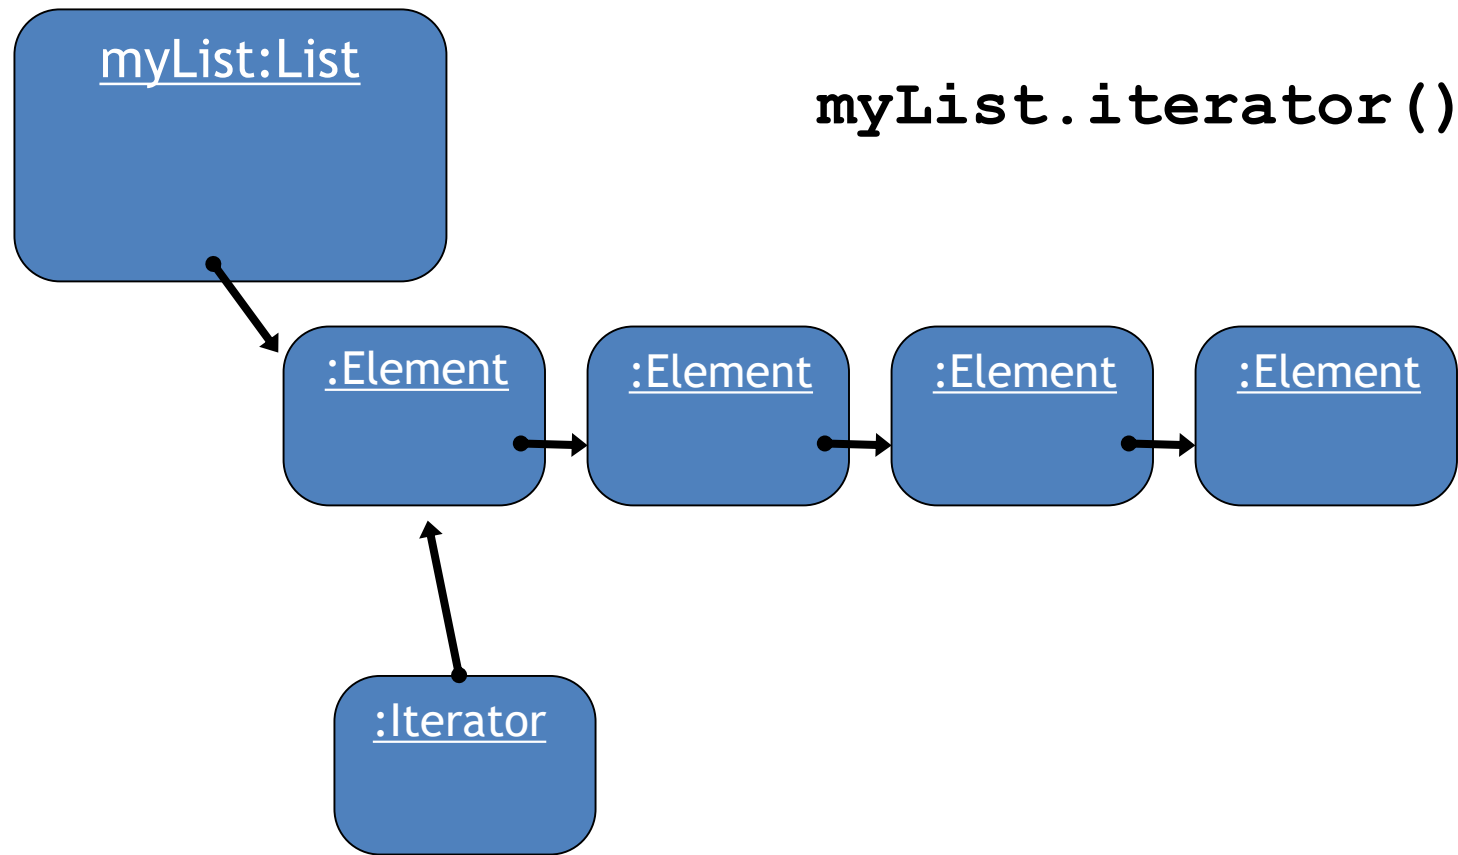 myList:List
myList.iterator()
:Element
:Element
:Element
:Element
:Iterator